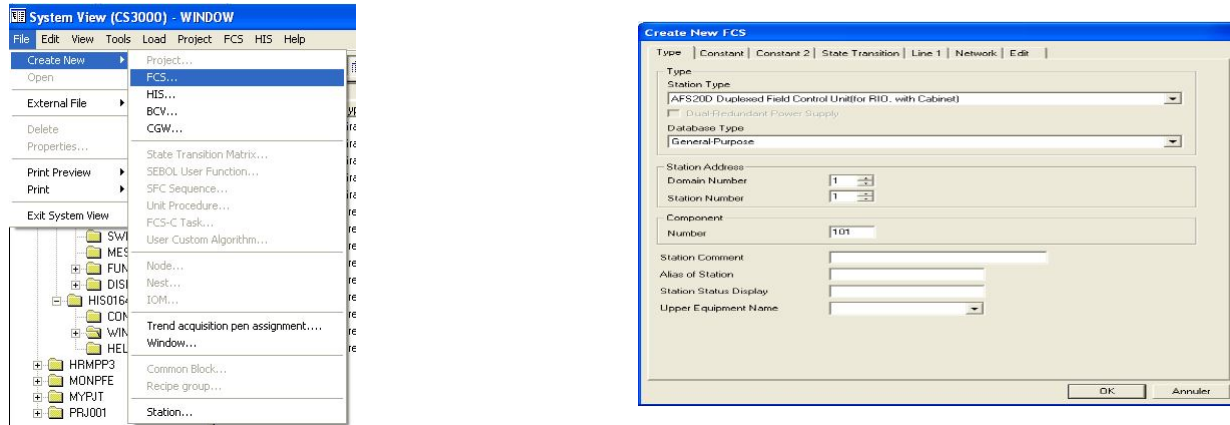 System View (CS3000) - WINDOW
File Edit View Tools Load Project FCS HIS Help
Create New
Open
External File
Delete
Properties...
Print Preview
Print
Exit System View
Project...
FCS...
HIS...
BCV...
CGW...
State Transition Matrix...
SEBOL User Function...
SFC Sequence...
Unit Procedure...
FCS-C Task...
User Custom Algorithm...
Node...
Nest...
IOM...
Trend acquisition pen assignment....
Window...
Common Block...
Recipe group...
Station...
SWI
MES
FUN
DISI
HIS0164
CON
WIN
HEL
HRMPP3
MONPFE
MYPJT
PRJ001
Create New FCS
Type Constant Constant 2 State Transition Line 1 Network Edit
Type
Station Type
AFS20D Duplexed Field Control Unit(for RIO, with Cabinet)
Dual-Redundant Power Supply
Database Type
General-Purpose
Station Address
Domain Number 1
Station Number 1
Component
Number 101
Station Comment
Alias of Station
Station Status Display
Upper Equipment Name
OK Annuler